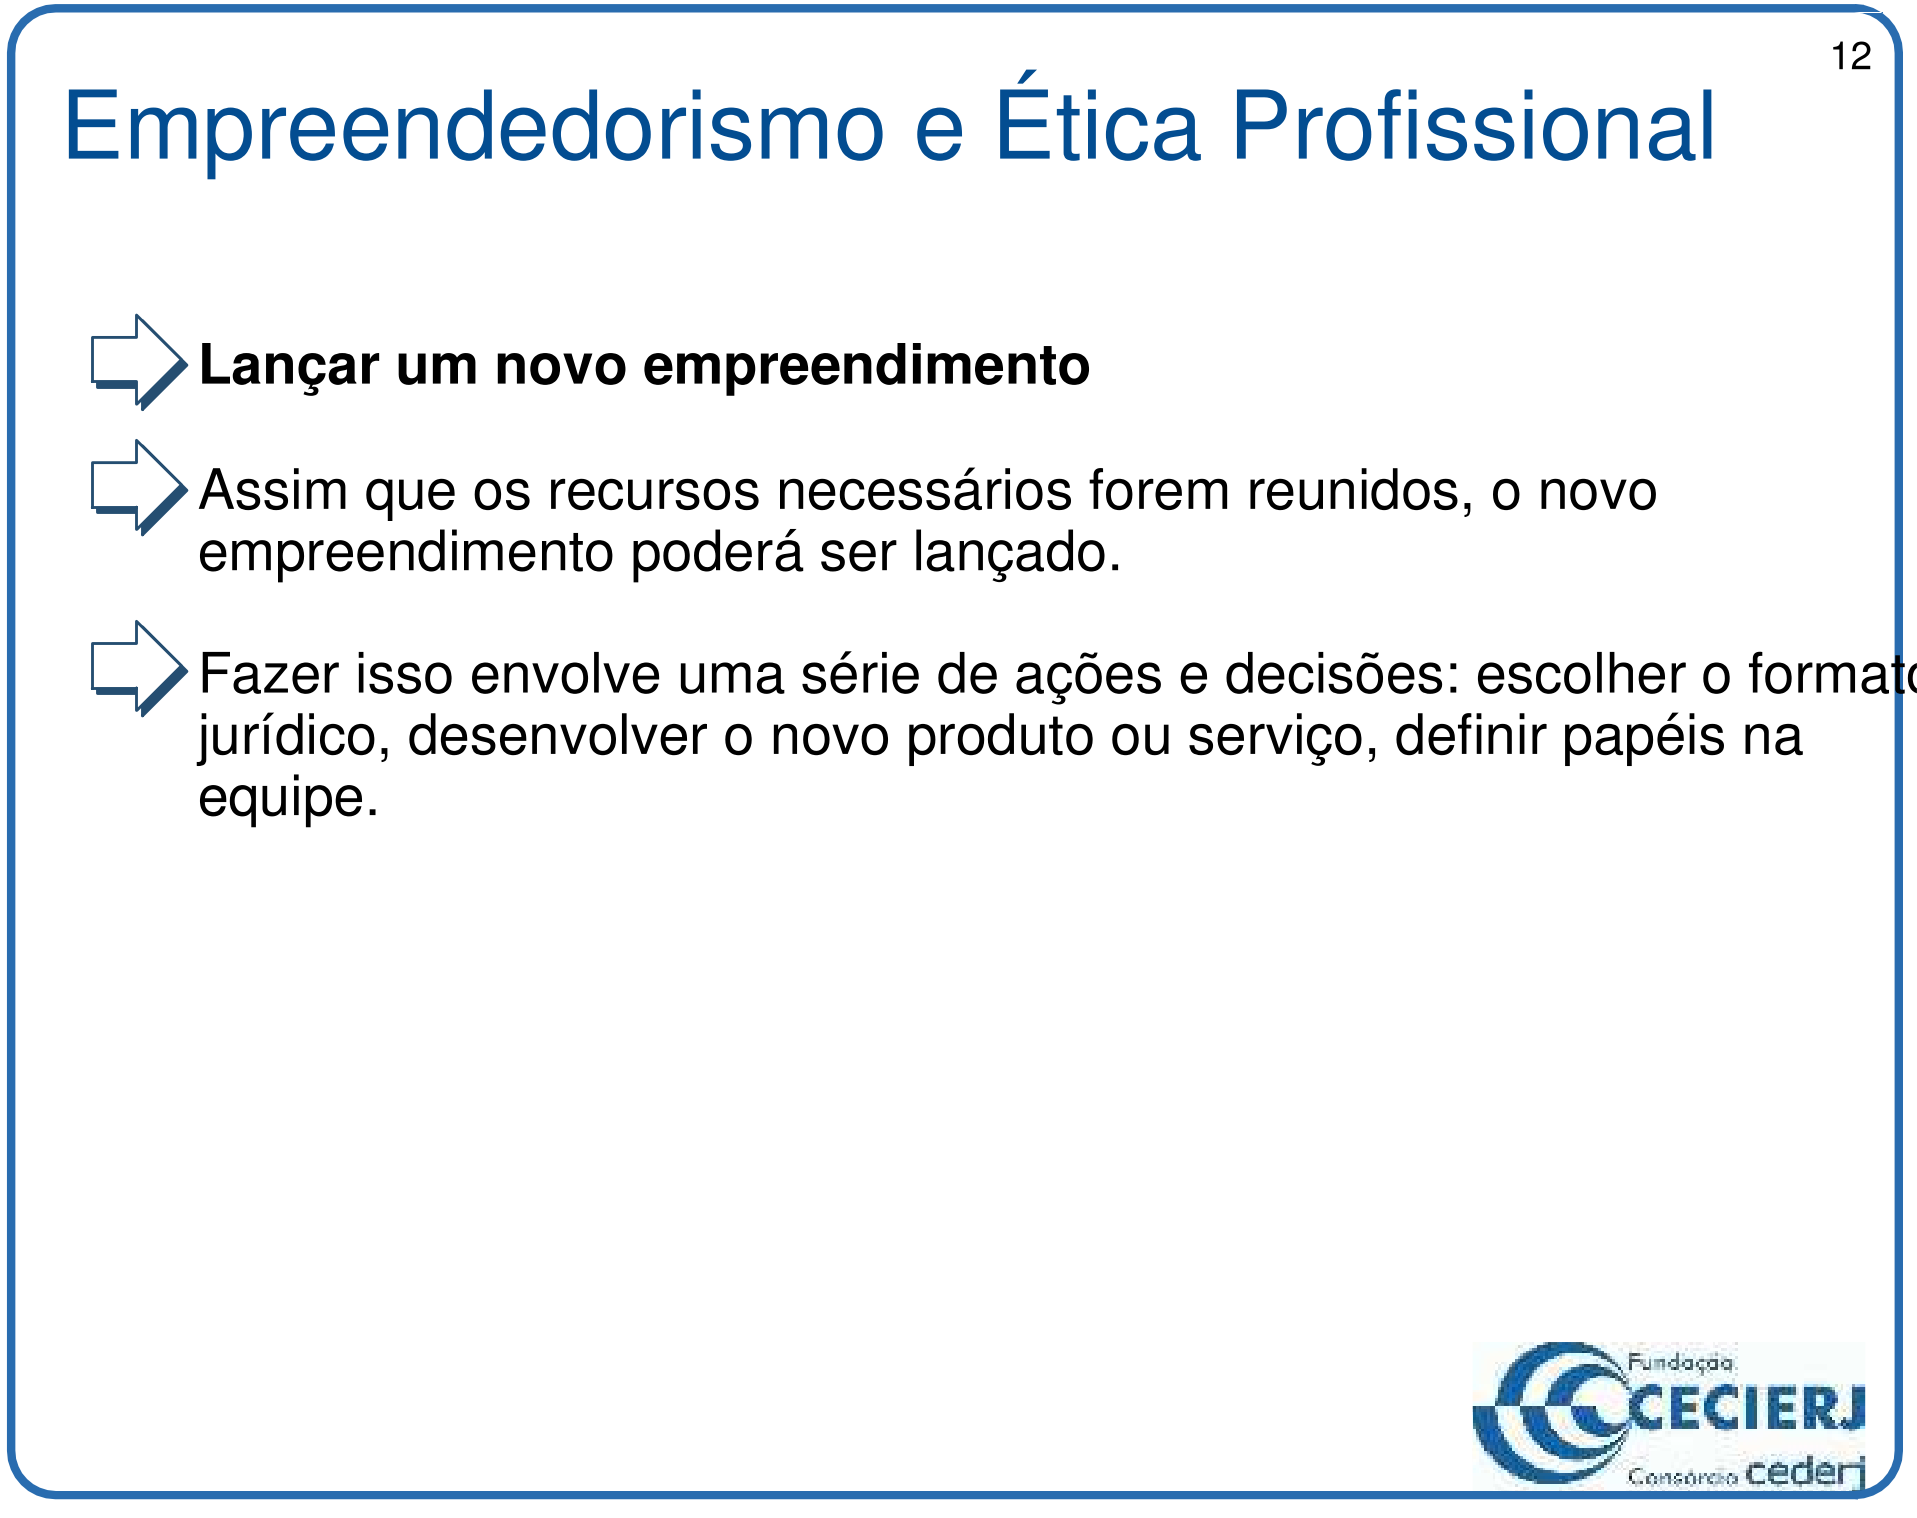 12
Empreendedorismo e Ética Profissional
Lançar um novo empreendimento
Assim que os recursos necessários forem reunidos, o novo
empreendimento poderá ser lançado.
Fazer isso envolve uma série de ações e decisões: escolher o formato
jurídico, desenvolver o novo produto ou serviço, definir papéis na
equipe.
Fundação
CECIERJ
Consórcio cederj